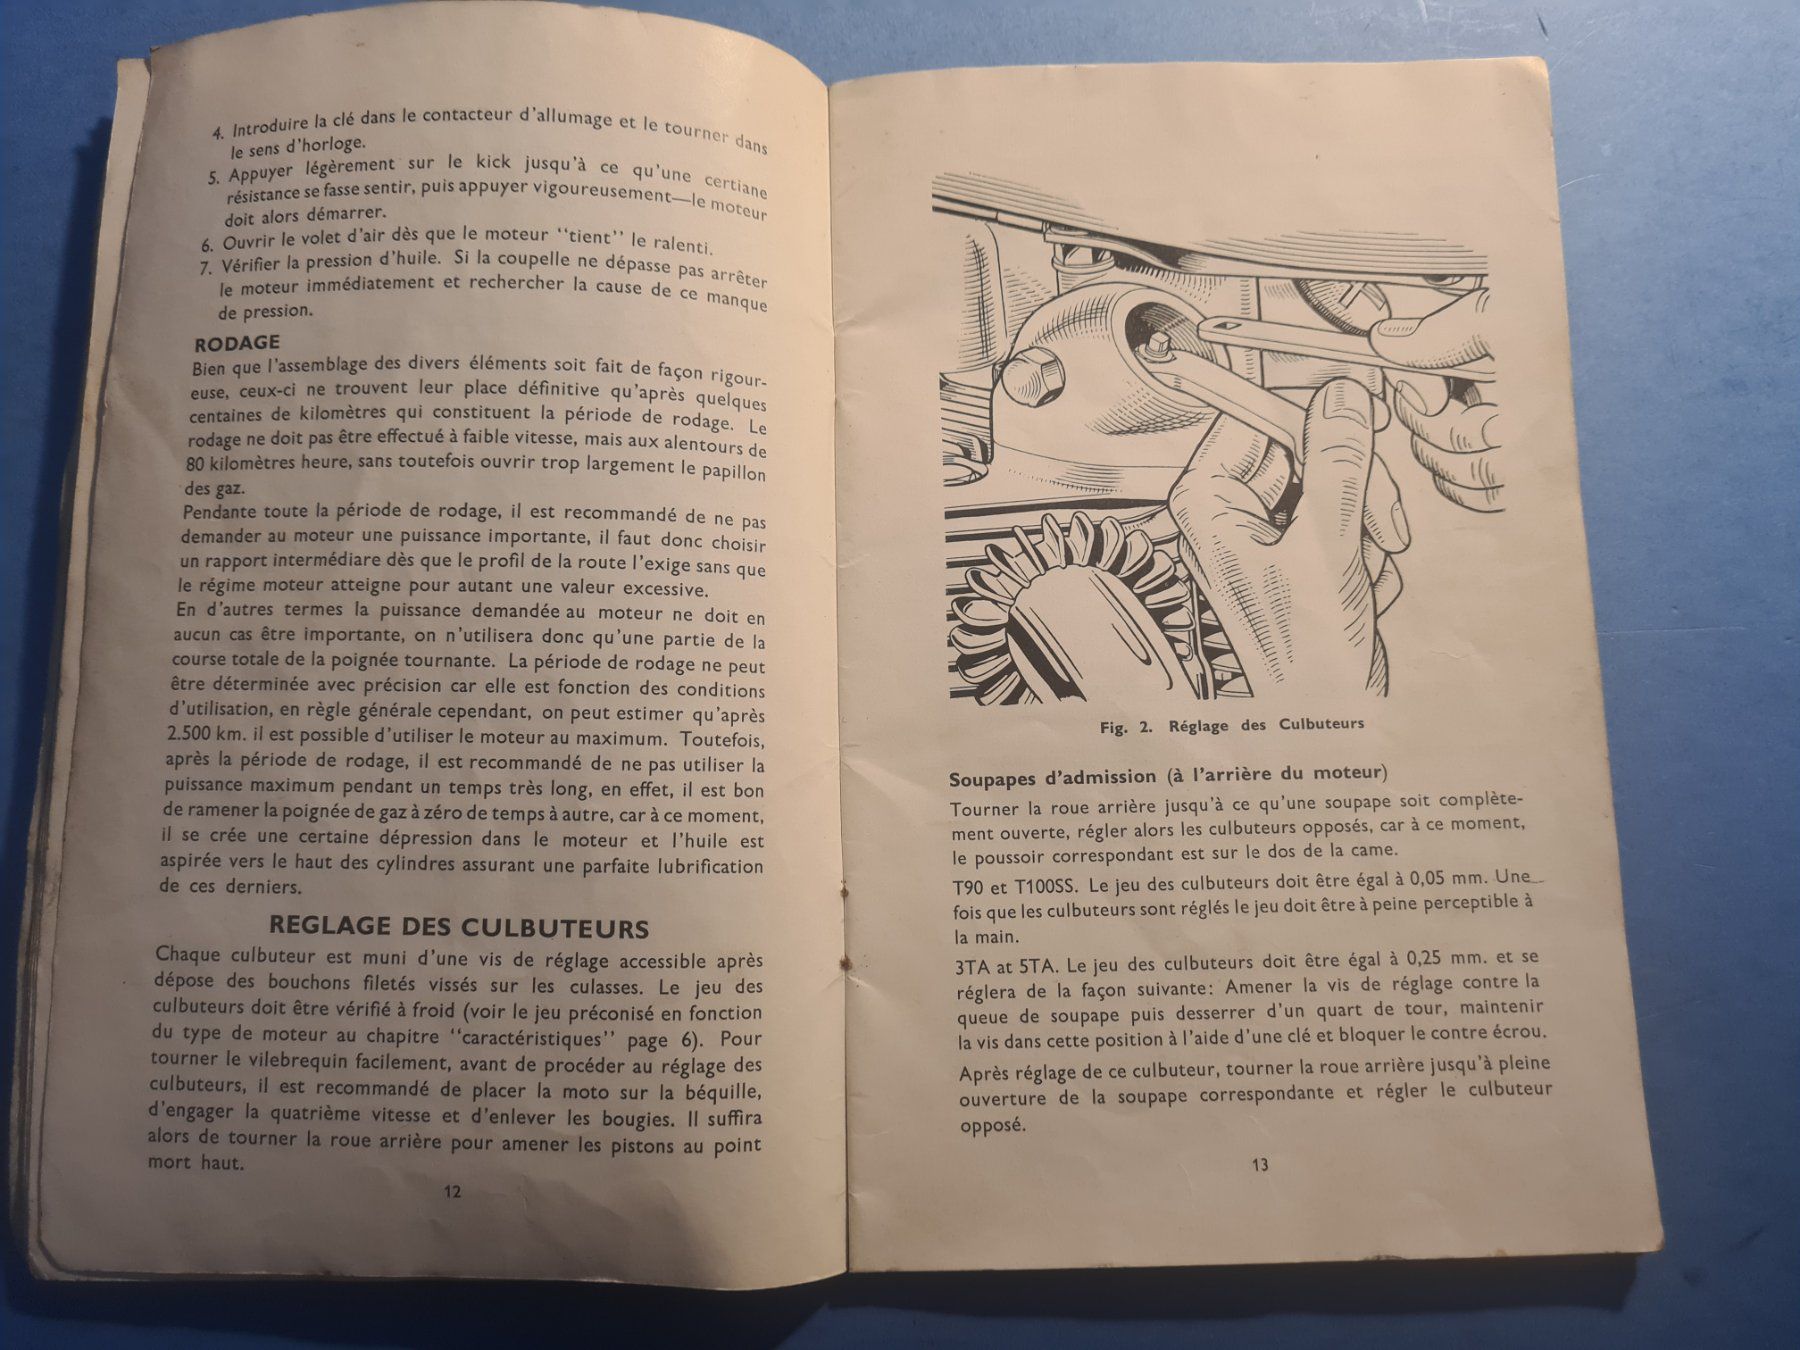 4. Introduire la clé dans le contacteur d'allumage et le tourner dans
le sens d'horloge.
5. Appuyer légèrement sur le kick jusqu'à ce qu'une certiane
résistance se fasse sentir, puis appuyer vigoureusement—le moteur
doit alors démarrer.
6. Ouvrir le volet d'air dès que le moteur "tient" le ralenti.
7. Vérifier la pression d'huile. Si la coupelle ne dépasse pas arrêter
le moteur immédiatement et rechercher la cause de ce manque
de pression.
RODAGE
Bien que l'assemblage des divers éléments soit fait de façon rigour-
euse, ceux-ci ne trouvent leur place définitive qu'après quelques
centaines de kilomètres qui constituent la période de rodage. Le
rodage ne doit pas être effectué à faible vitesse, mais aux alentours de
80 kilomètres heure, sans toutefois ouvrir trop largement le papillon
des gaz.
Pendante toute la période de rodage, il est recommandé de ne pas
demander au moteur une puissance importante, il faut donc choisir
un rapport intermédiare dès que le profil de la route l'exige sans que
le régime moteur atteigne pour autant une valeur excessive.
En d'autres termes la puissance demandée au moteur ne doit en
aucun cas être importante, on n'utilisera donc qu'une partie de la
course totale de la poignée tournante. La période de rodage ne peut
être déterminée avec précision car elle est fonction des conditions
d'utilisation, en règle générale cependant, on peut estimer qu'après
2.500 km. il est possible d'utiliser le moteur au maximum. Toutefois,
après la période de rodage, il est recommandé de ne pas utiliser la
puissance maximum pendant un temps très long, en effet, il est bon
de ramener la poignée de gaz à zéro de temps à autre, car à ce moment,
il se crée une certaine dépression dans le moteur et l'huile est
aspirée vers le haut des cylindres assurant une parfaite lubrification
de ces derniers.
REGLAGE DES CULBUTEURS
Chaque culbuteur est muni d'une vis de réglage accessible après
dépose des bouchons filetés vissés sur les culasses. Le jeu des
culbuteurs doit être vérifié à froid (voir le jeu préconisé en fonction
du type de moteur au chapitre "caractéristiques" page 6). Pour
tourner le vilebrequin facilement, avant de procéder au réglage des
culbuteurs, il est recommandé de placer la moto sur la béquille,
d'engager la quatrième vitesse et d'enlever les bougies. Il suffira
alors de tourner la roue arrière pour amener les pistons au point
mort haut.
12
Fig. 2. Réglage des Culbuteurs
Soupapes d'admission (à l'arrière du moteur)
Tourner la roue arrière jusqu'à ce qu'une soupape soit complète-
ment ouverte, régler alors les culbuteurs opposés, car à ce moment,
le poussoir correspondant est sur le dos de la came.
T90 et T100SS. Le jeu des culbuteurs doit être égal à 0,05 mm. Une
fois que les culbuteurs sont réglés le jeu doit être à peine perceptible à
la main.
3TA at 5TA. Le jeu des culbuteurs doit être égal à 0,25 mm. et se
réglera de la façon suivante: Amener la vis de réglage contre la
queue de soupape puis desserrer d'un quart de tour, maintenir
la vis dans cette position à l'aide d'une clé et bloquer le contre écrou.
Après réglage de ce culbuteur, tourner la roue arrière jusqu'à pleine
ouverture de la soupape correspondante et régler le culbuteur
opposé.
13